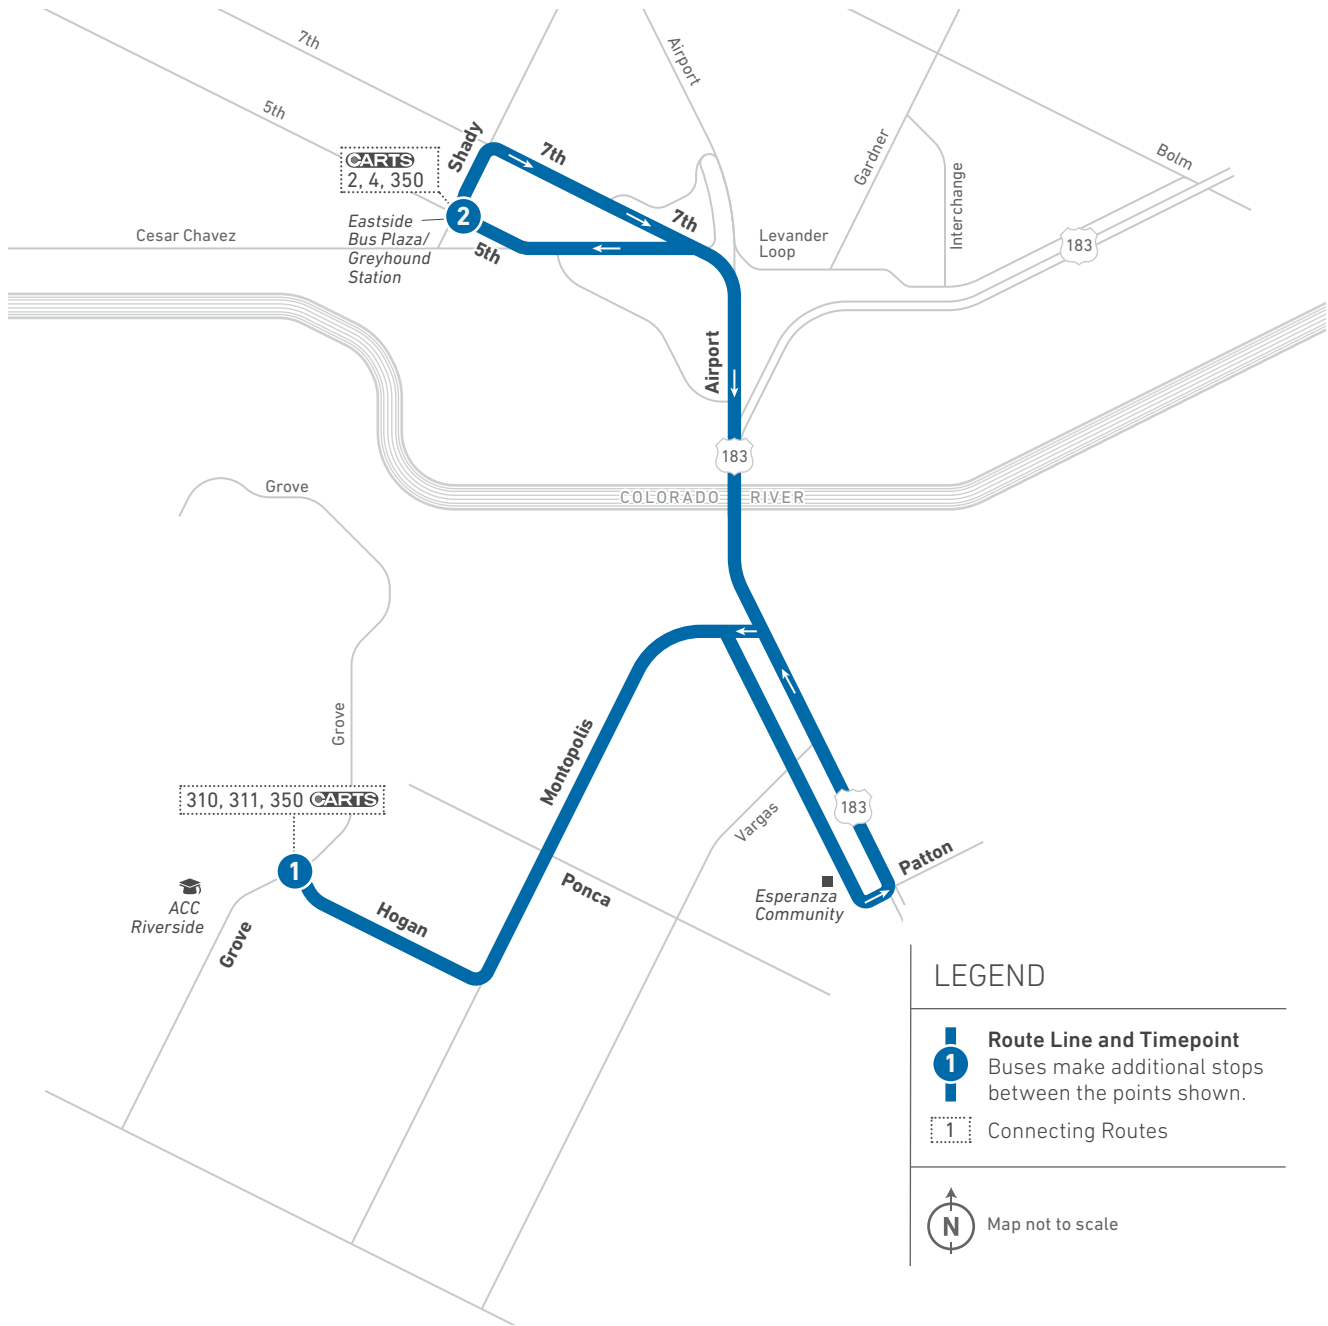 7th
Airport
5th
Shady
7th
Gardner
Bolm
CARTS
2, 4, 350
Interchange
Eastside
Bus Plaza/
Greyhound
Station
2
7th
Cesar Chavez
5th
Levander
Loop
183
Airport
183
COLORADO RIVER
Grove
Grove
Montopolis
310, 311, 350 CARTS
183
Vargas
1
Patton
Ponca
Esperanza
Community
ACC
Riverside
Hogan
Grove
LEGEND
Route Line and Timepoint
1
Buses make additional stops
between the points shown.
1
Connecting Routes
N
Map not to scale